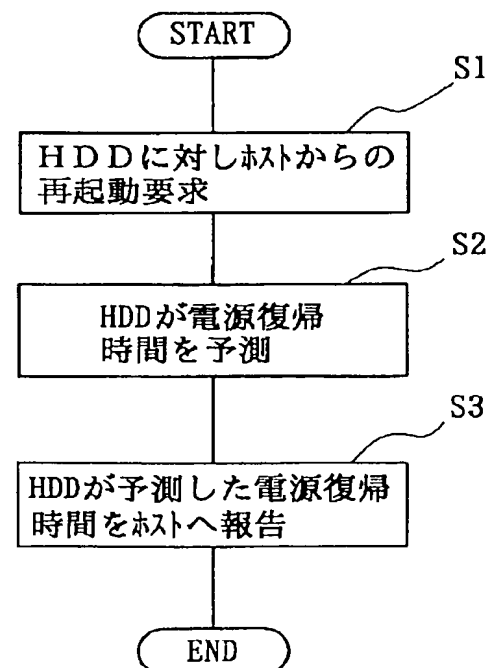 START
S1
ＨＤＤに対しﾎｽﾄからの
再起動要求
S2
HDDが電源復帰
時間を予測
S3
HDDが予測した電源復帰
時間をﾎｽﾄへ報告
END